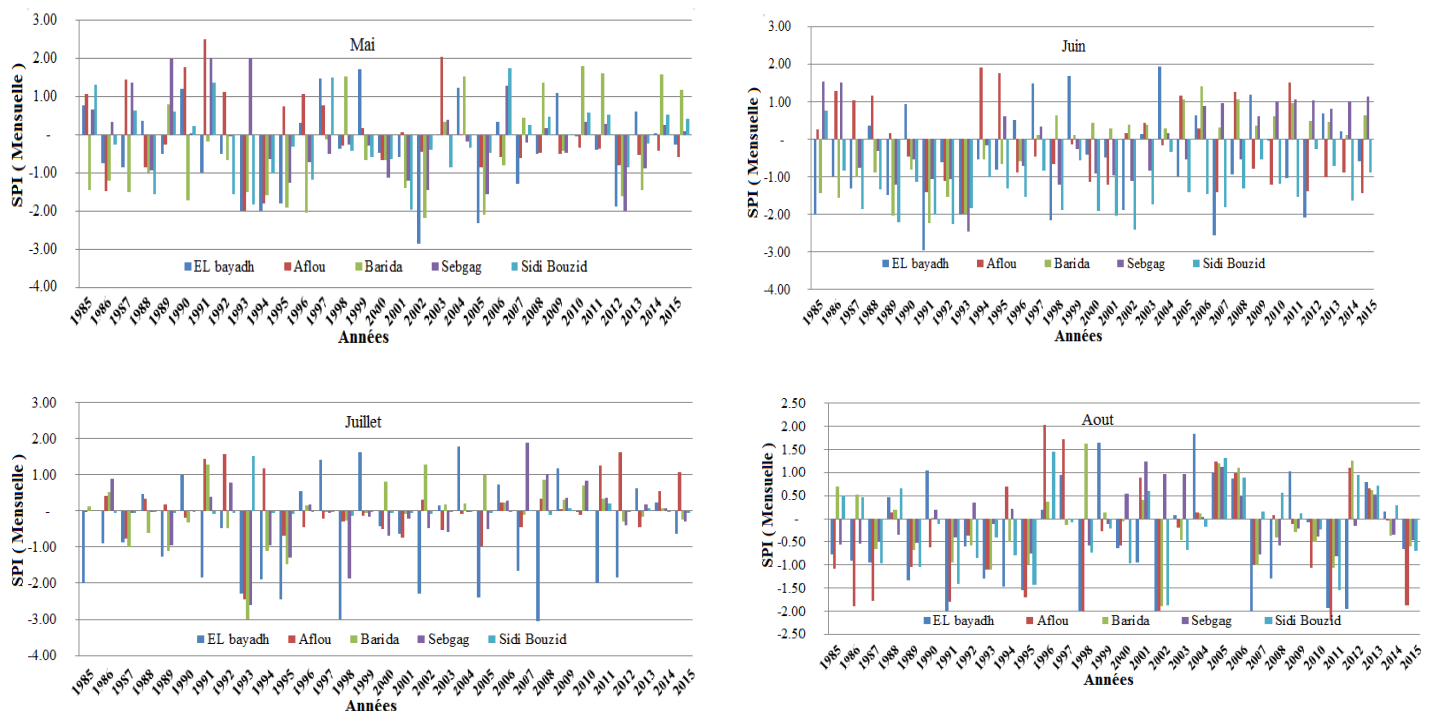 Mai
SPI ( Mensuelle )
3.00
2.00
1.00
-
-1.00
-2.00
-3.00
-4.00
EL bayadh Aflou Barida Sebgag Sidi Bouzid
1985 1986 1987 1988 1989 1990 1991 1992 1993 1994 1995 1996 1997 1998 1999 2000 2001 2002 2003 2004 2005 2006 2007 2008 2009 2010 2011 2012 2013 2014 2015
Années
Juin
SPI ( Mensuelle )
3.00
2.00
1.00
-
-1.00
-2.00
-3.00
-4.00
EL bayadh Aflou Barida Sebgag Sidi Bouzid
1985 1986 1987 1988 1989 1990 1991 1992 1993 1994 1995 1996 1997 1998 1999 2000 2001 2002 2003 2004 2005 2006 2007 2008 2009 2010 2011 2012 2013 2014 2015
Années
Juillet
SPI ( Mensuelle )
3.00
2.00
1.00
-
-1.00
-2.00
-3.00
-4.00
EL bayadh Aflou Barida Sebgag Sidi Bouzid
1985 1986 1987 1988 1989 1990 1991 1992 1993 1994 1995 1996 1997 1998 1999 2000 2001 2002 2003 2004 2005 2006 2007 2008 2009 2010 2011 2012 2013 2014 2015
Années
Aout
SPI ( Mensuelle )
2.50
2.00
1.50
1.00
0.50
-
-0.50
-1.00
-1.50
-2.00
-2.50
EL bayadh Aflou Barida Sebgag Sidi Bouzid
1985 1986 1987 1988 1989 1990 1991 1992 1993 1994 1995 1996 1997 1998 1999 2000 2001 2002 2003 2004 2005 2006 2007 2008 2009 2010 2011 2012 2013 2014 2015
Années